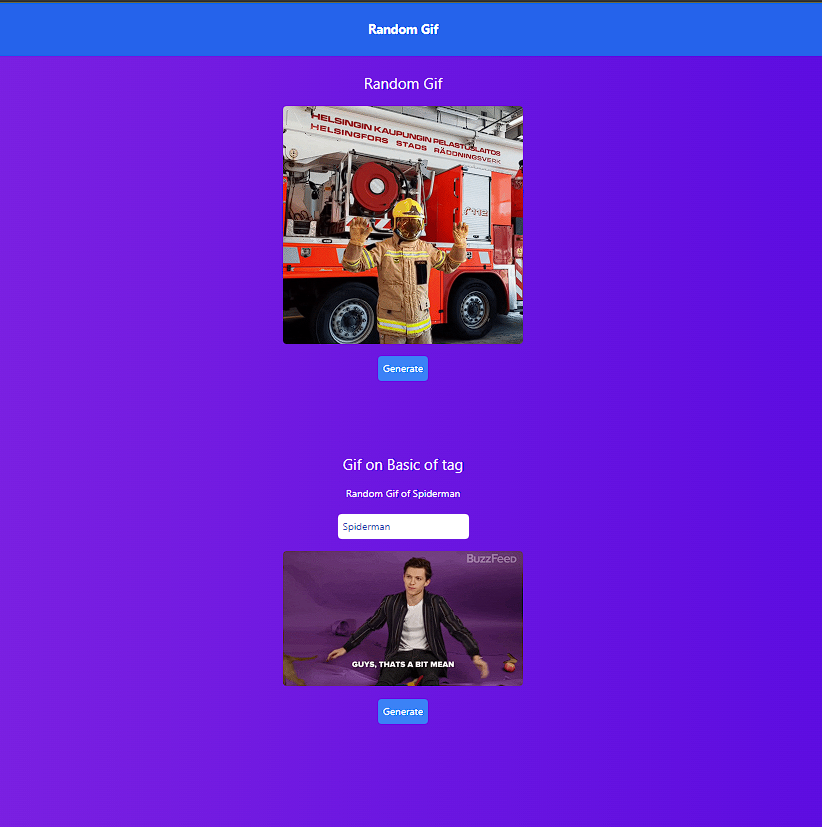 Random Gif
Random Gif
HELSINGIN KAUPUNGIN PELASTUSLAITOS
HELSINGFORS STADS RÄDDNINGSVERK
112
Generate
Gif on Basic of tag
Random Gif of Spiderman
Spiderman
BuzzFeed
GUYS, THATS A BIT MEAN
Generate